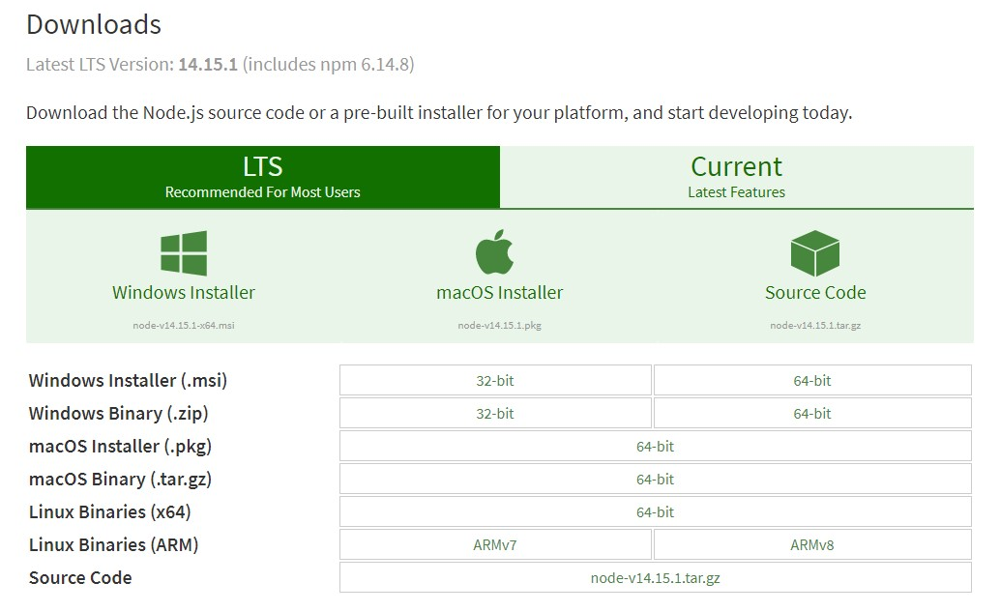 Downloads
Latest LTS Version: 14.15.1 (includes npm 6.14.8)
Download the Node.js source code or a pre-built installer for your platform, and start developing today.
LTS
Recommended For Most Users
Current
Latest Features
Windows Installer
node-v14.15.1-x64.msi
macOS Installer
node-v14.15.1.pkg
Source Code
node-v14.15.1.tar.gz
Windows Installer (.msi) 32-bit 64-bit
Windows Binary (.zip) 32-bit 64-bit
macOS Installer (.pkg) 64-bit
macOS Binary (.tar.gz) 64-bit
Linux Binaries (x64) 64-bit
Linux Binaries (ARM) ARMv7 ARMv8
Source Code node-v14.15.1.tar.gz